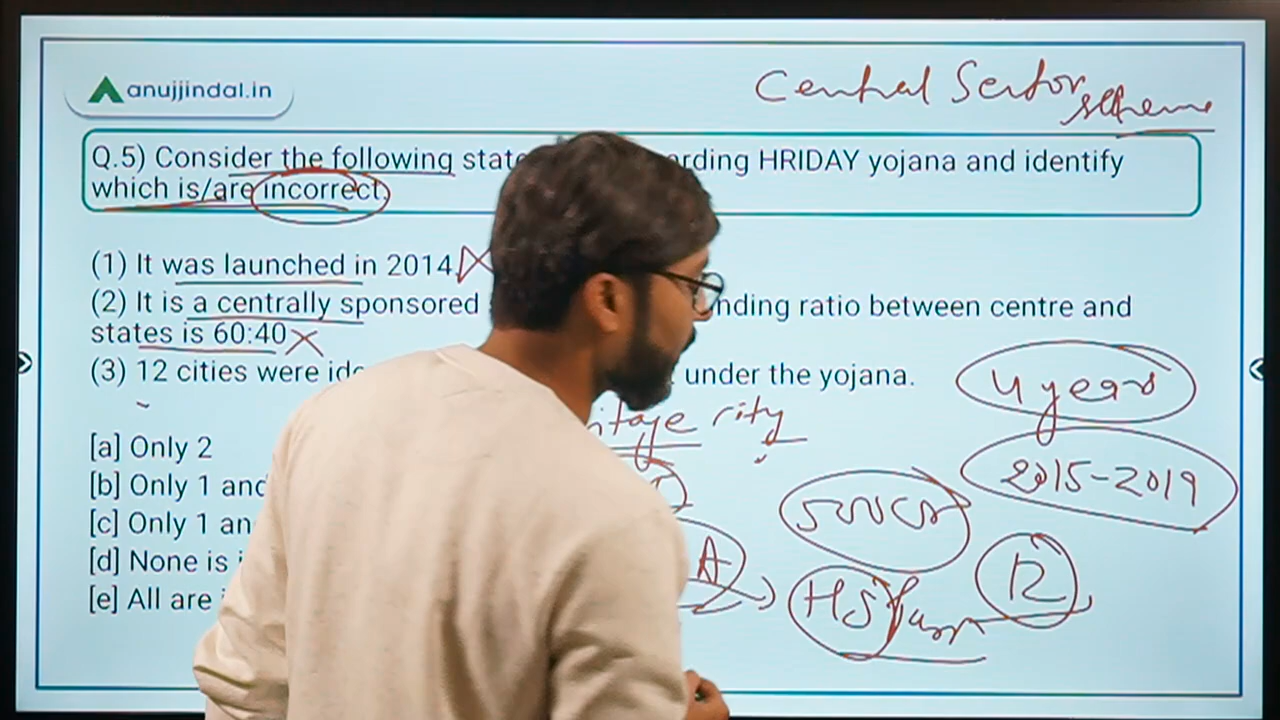 anujjindal.in
Central Sector
scheme
Q.5) Consider the following state rding HRIDAY yojana and identify
which is/are incorrect.
(1) It was launched in 2014.
(2) It is a centrally sponsored nding ratio between centre and
states is 60:40
(3) 12 cities were ide under the yojana.
4 years
itage city
[a] Only 2
2015-2019
[b] Only 1 and
500 cr
[c] Only 1 an
[d] None is i
A
12
[e] All are